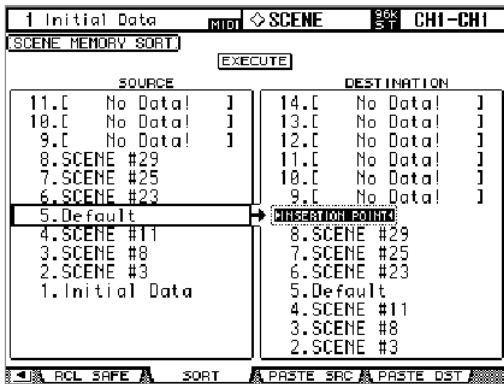 1 Initial Data MIDI ◇SCENE 96K ST CH1-CH1
SCENE MEMORY SORT
EXECUTE
SOURCE
11.[ No Data! ]
10.[ No Data! ]
9.[ No Data! ]
8.SCENE #29
7.SCENE #25
6.SCENE #23
5.Default
4.SCENE #11
3.SCENE #8
2.SCENE #3
1.Initial Data
DESTINATION
14.[ No Data! ]
13.[ No Data! ]
12.[ No Data! ]
11.[ No Data! ]
10.[ No Data! ]
9.[ No Data! ]
INSERTION POINT
8.SCENE #29
7.SCENE #25
6.SCENE #23
5.Default
4.SCENE #11
3.SCENE #8
2.SCENE #3
RCL SAFE SORT PASTE SRC PASTE DST